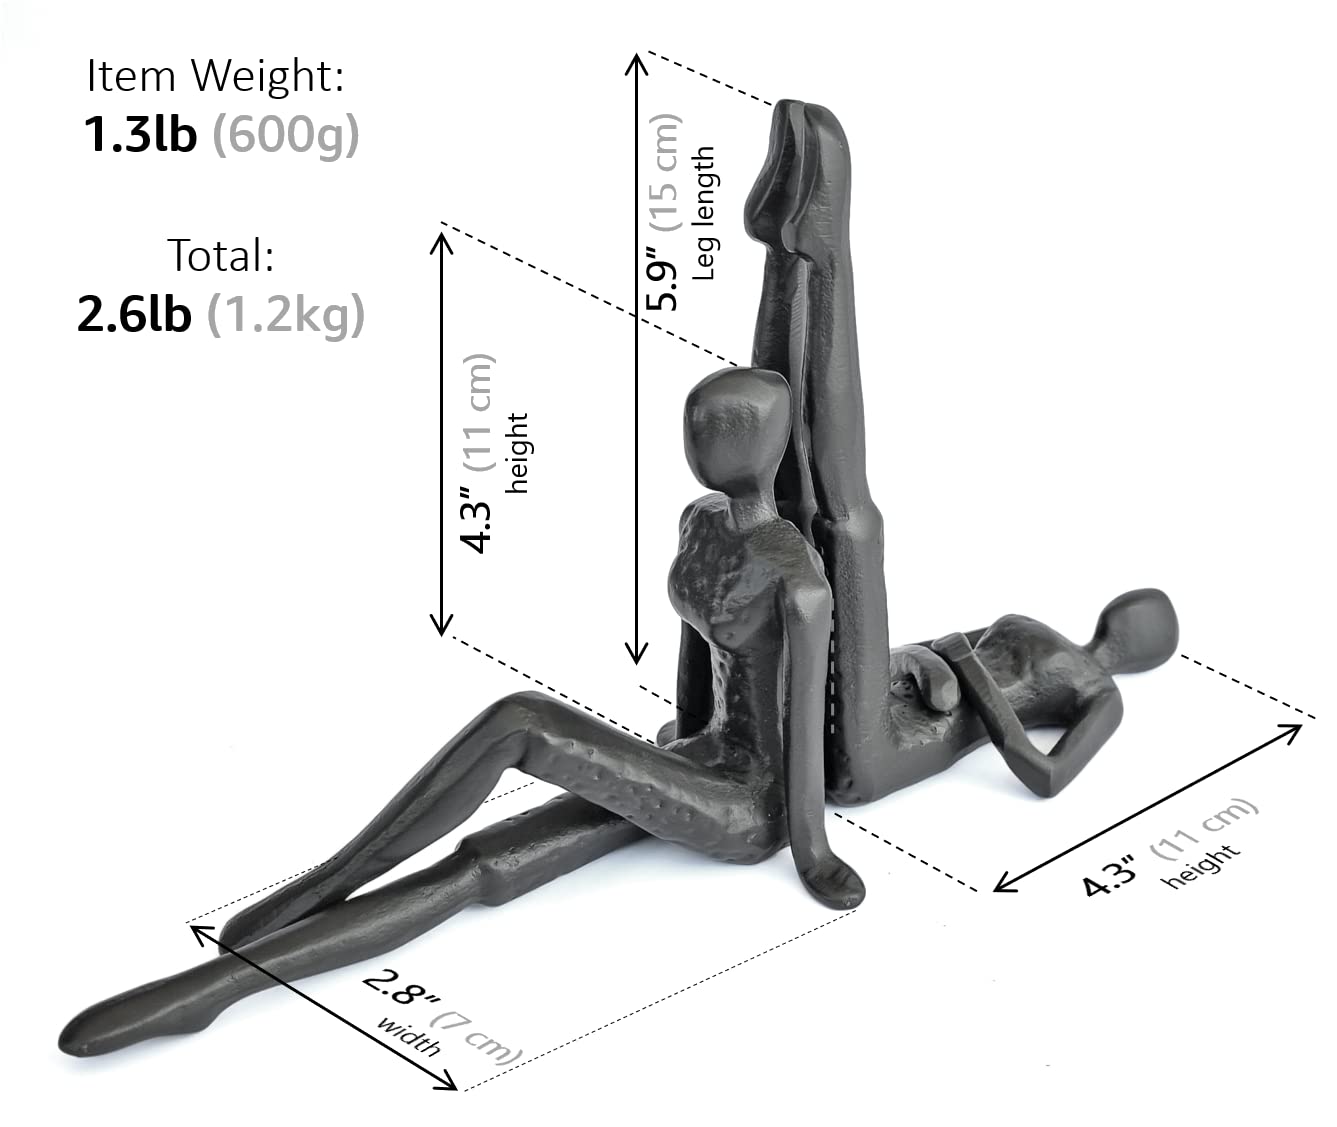 Item Weight:
1.3lb (600g)
Total:
2.6lb (1.2kg)
5.9” (15 cm)
Leg length
4.3” (11 cm)
height
4.3” (11 cm)
height
2.8” (7 cm)
width